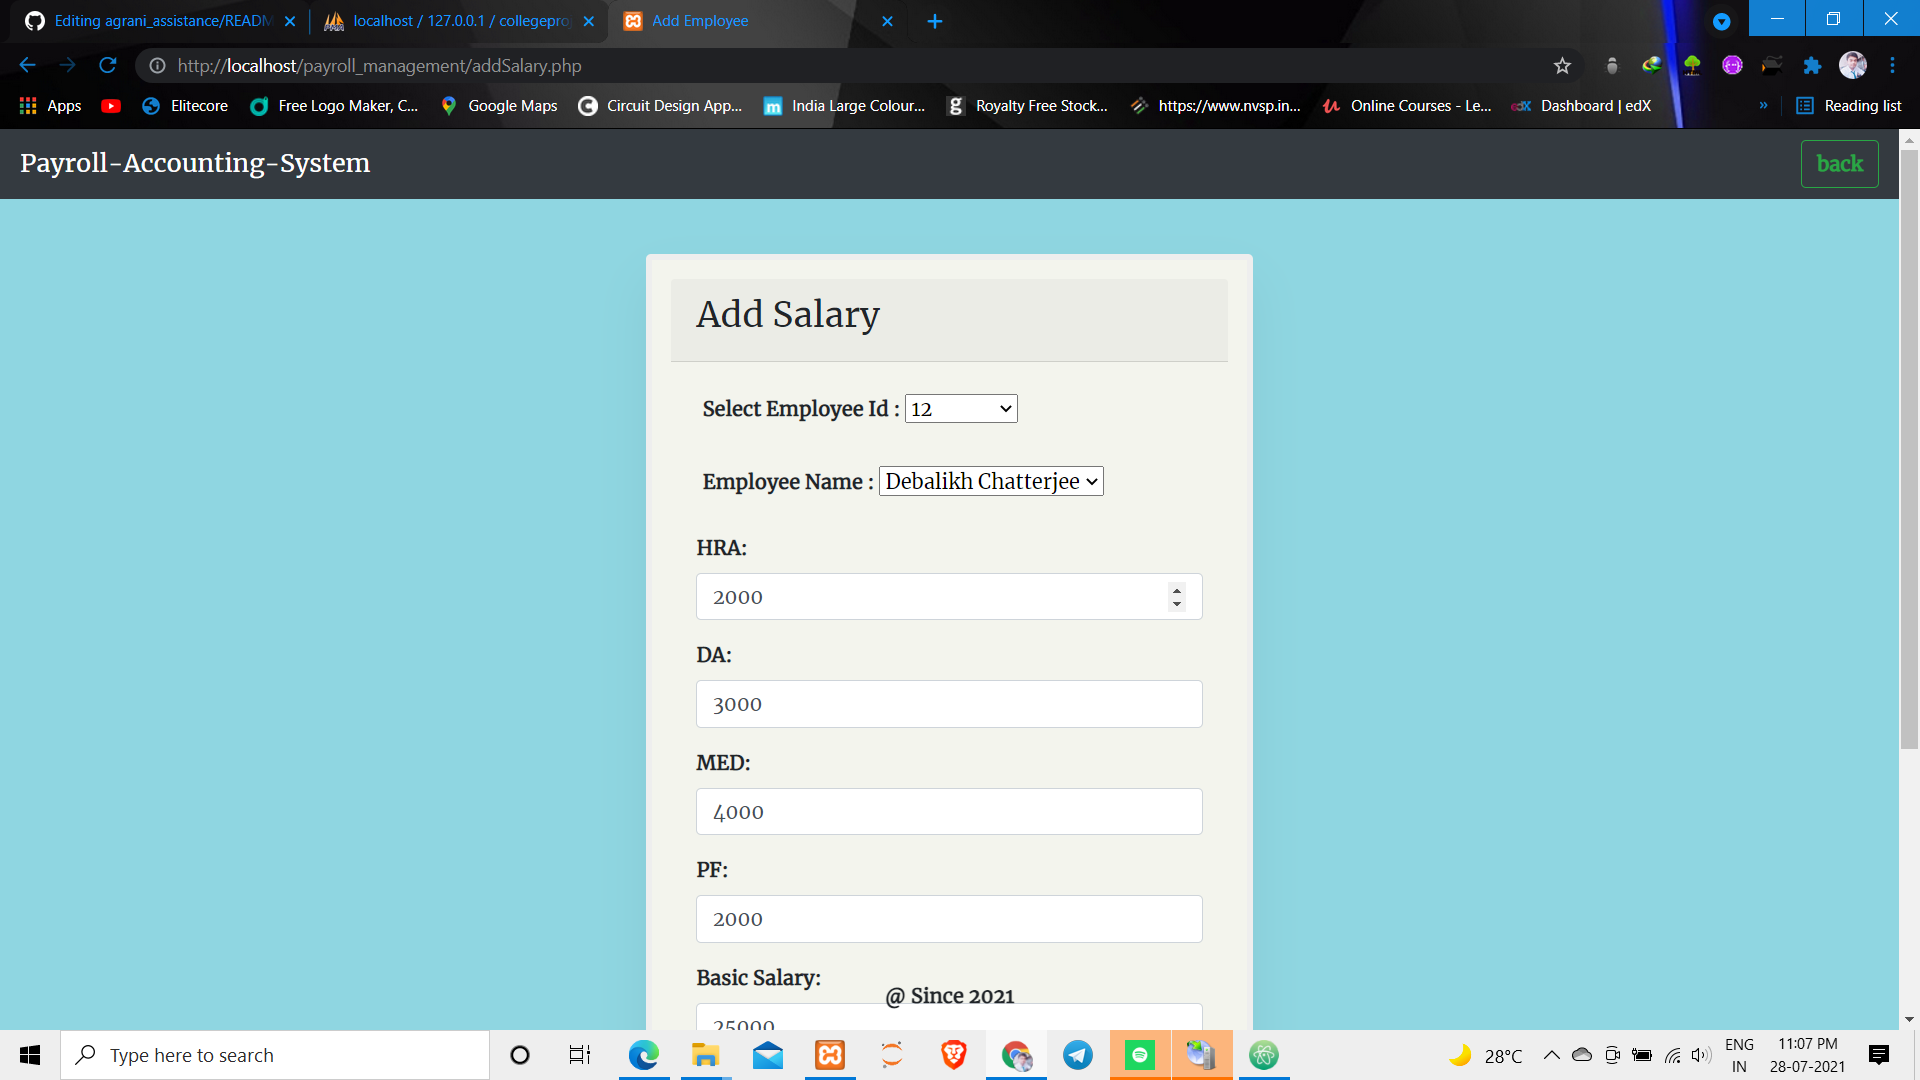 Editing agrani_assistance/READM
localhost / 127.0.0.1 / collegepro
Add Employee
http://localhost/payroll_management/addSalary.php
Apps
Elitecore
Free Logo Maker, C...
Google Maps
Circuit Design App...
India Large Colour...
Royalty Free Stock...
https://www.nvsp.in...
Online Courses - Le...
edX
Dashboard | edX
»
Reading list
Payroll-Accounting-System
back
Add Salary
Select Employee Id : 12
Employee Name : Debalikh Chatterjee
HRA:
2000
DA:
3000
MED:
4000
PF:
2000
Basic Salary:
@ Since 2021
25000
Type here to search
28°C
ENG
IN
11:07 PM
28-07-2021